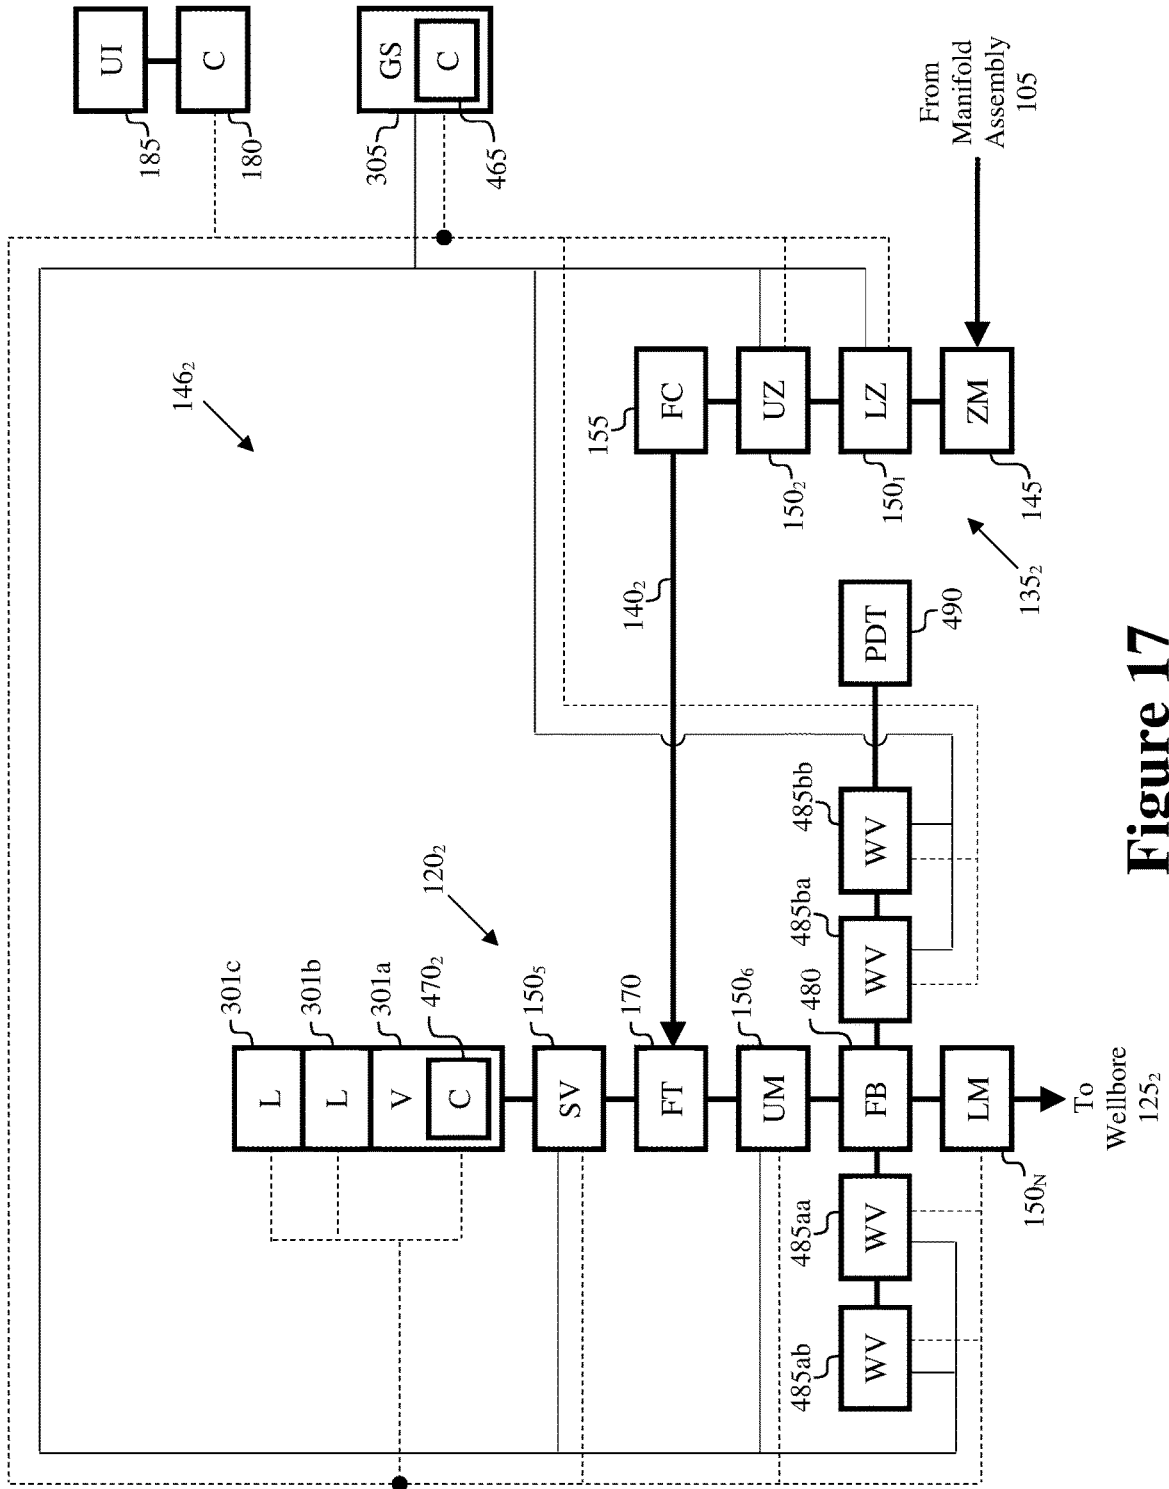 UI
185
C
180
GS
305
C
465
From
Manifold
Assembly
105
146₂
155
FC
UZ
150₂
LZ
150₁
ZM
145
135₂
140₂
PDT
490
120₂
301c
L
301b
L
301a
V
470₂
C
150₅
SV
170
FT
150₆
UM
480
FB
LM
150N
485bb
WV
485ba
WV
485aa
WV
485ab
WV
To
Wellbore
125₂
Figure 17